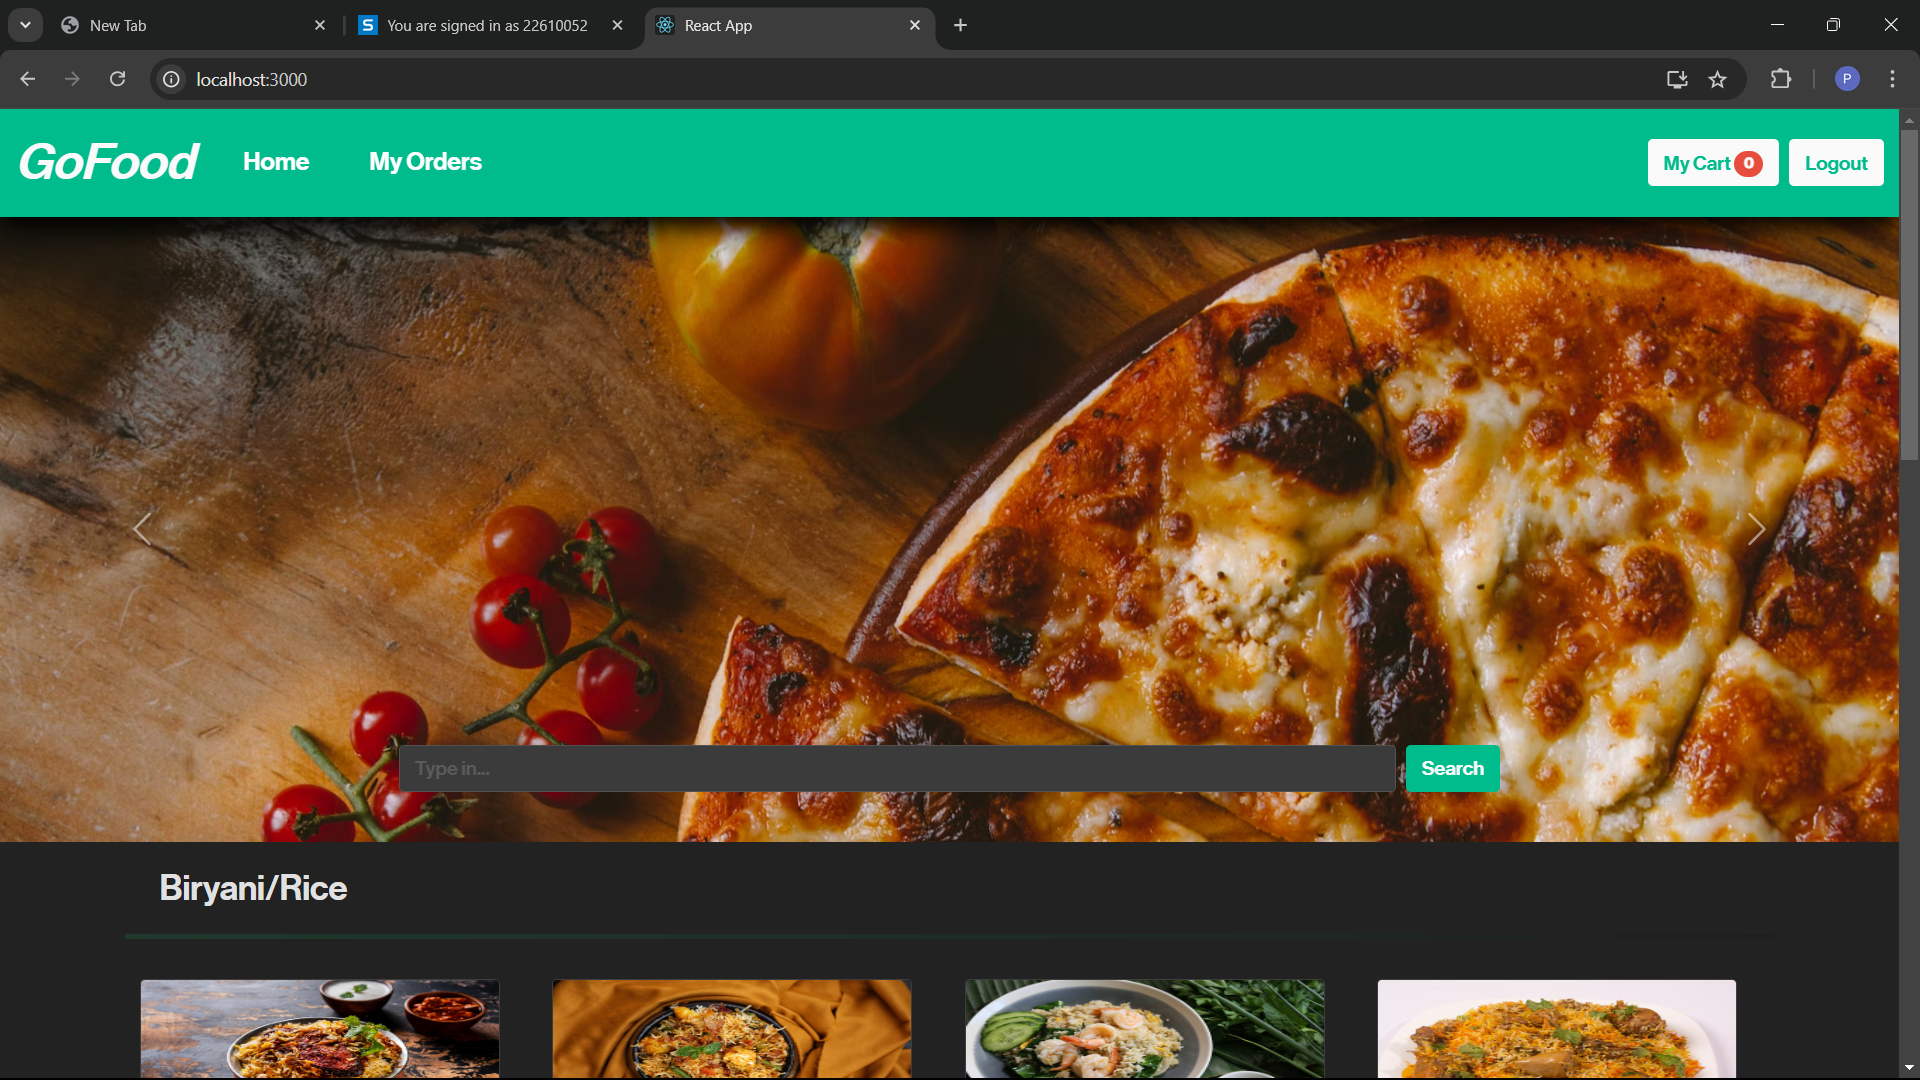 New Tab
You are signed in as 22610052
React App
localhost:3000
P
GoFood
Home
My Orders
My Cart 0
Logout
Type in...
Search
Biryani/Rice